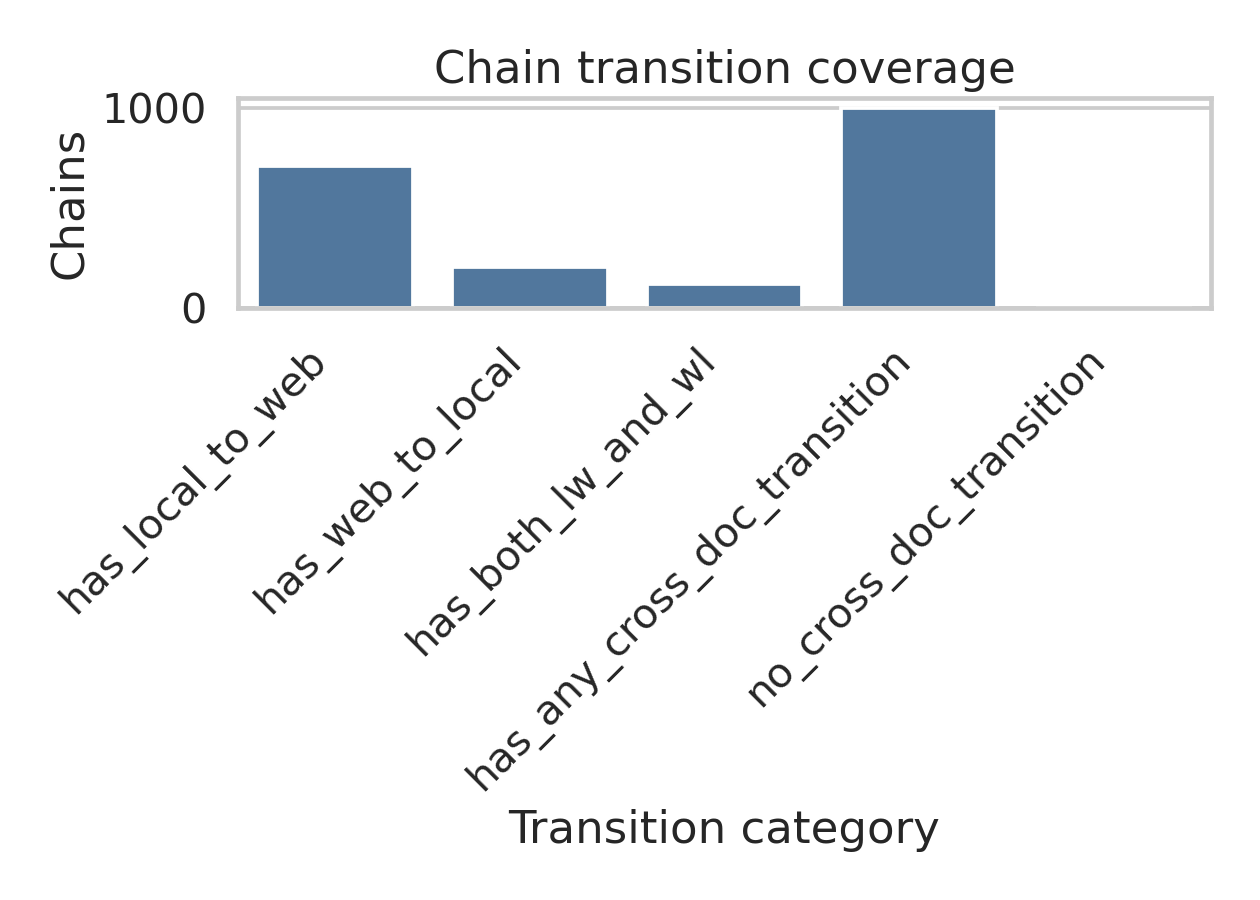 Chain transition coverage
Chains
1000
0
has_local_to_web
has_web_to_local
has_both_lw_and_wl
has_any_cross_doc_transition
no_cross_doc_transition
Transition category